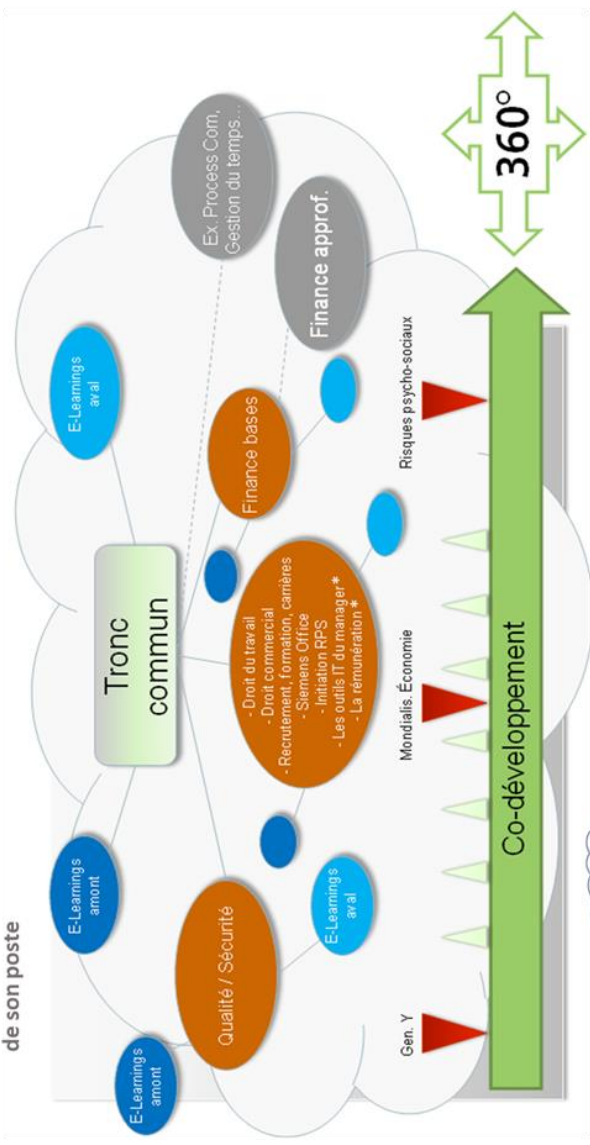 de son poste
E-Learnings
amont
E-Learnings
amont
Tronc
commun
E-Learnings
aval
Ex. Process Com,
Gestion du temps...
Qualité / Sécurité
E-Learnings
aval
- Droit du travail
- Droit commercial
- Recrutement, formation, carrières
- Siemens Office
- Initiation RPS
- Les outils IT du manager*
- La rémunération*
Finance bases
Finance approf.
Gen. Y
Mondialis. Économie
Risques psycho-sociaux
Co-développement
360°